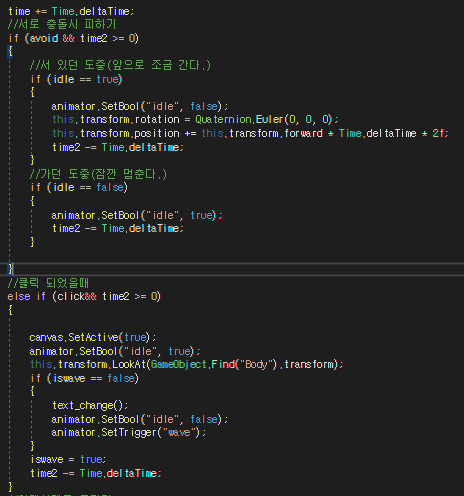 time += Time.deltaTime;
//서로 충돌시 피하기
if (avoid && time2 >= 0)
{
//서 있던 도중(앞으로 조금 간다.)
if (idle == true)
{
animator.SetBool("idle", false);
this.transform.rotation = Quaternion.Euler(0, 0, 0);
this.transform.position += this.transform.forward * Time.deltaTime * 2f;
time2 -= Time.deltaTime;
}
//가던 도중(잠깐 멈춘다.)
if (idle == false)
{
animator.SetBool("idle", true);
time2 -= Time.deltaTime;
}
}
//클릭 되었을때
else if (click&& time2 >= 0)
{
canvas.SetActive(true);
animator.SetBool("idle", true);
this.transform.LookAt(GameObject.Find("Body").transform);
if (iswave == false)
{
text_change();
animator.SetBool("idle", false);
animator.SetTrigger("wave");
}
iswave = true;
time2 -= Time.deltaTime;
}